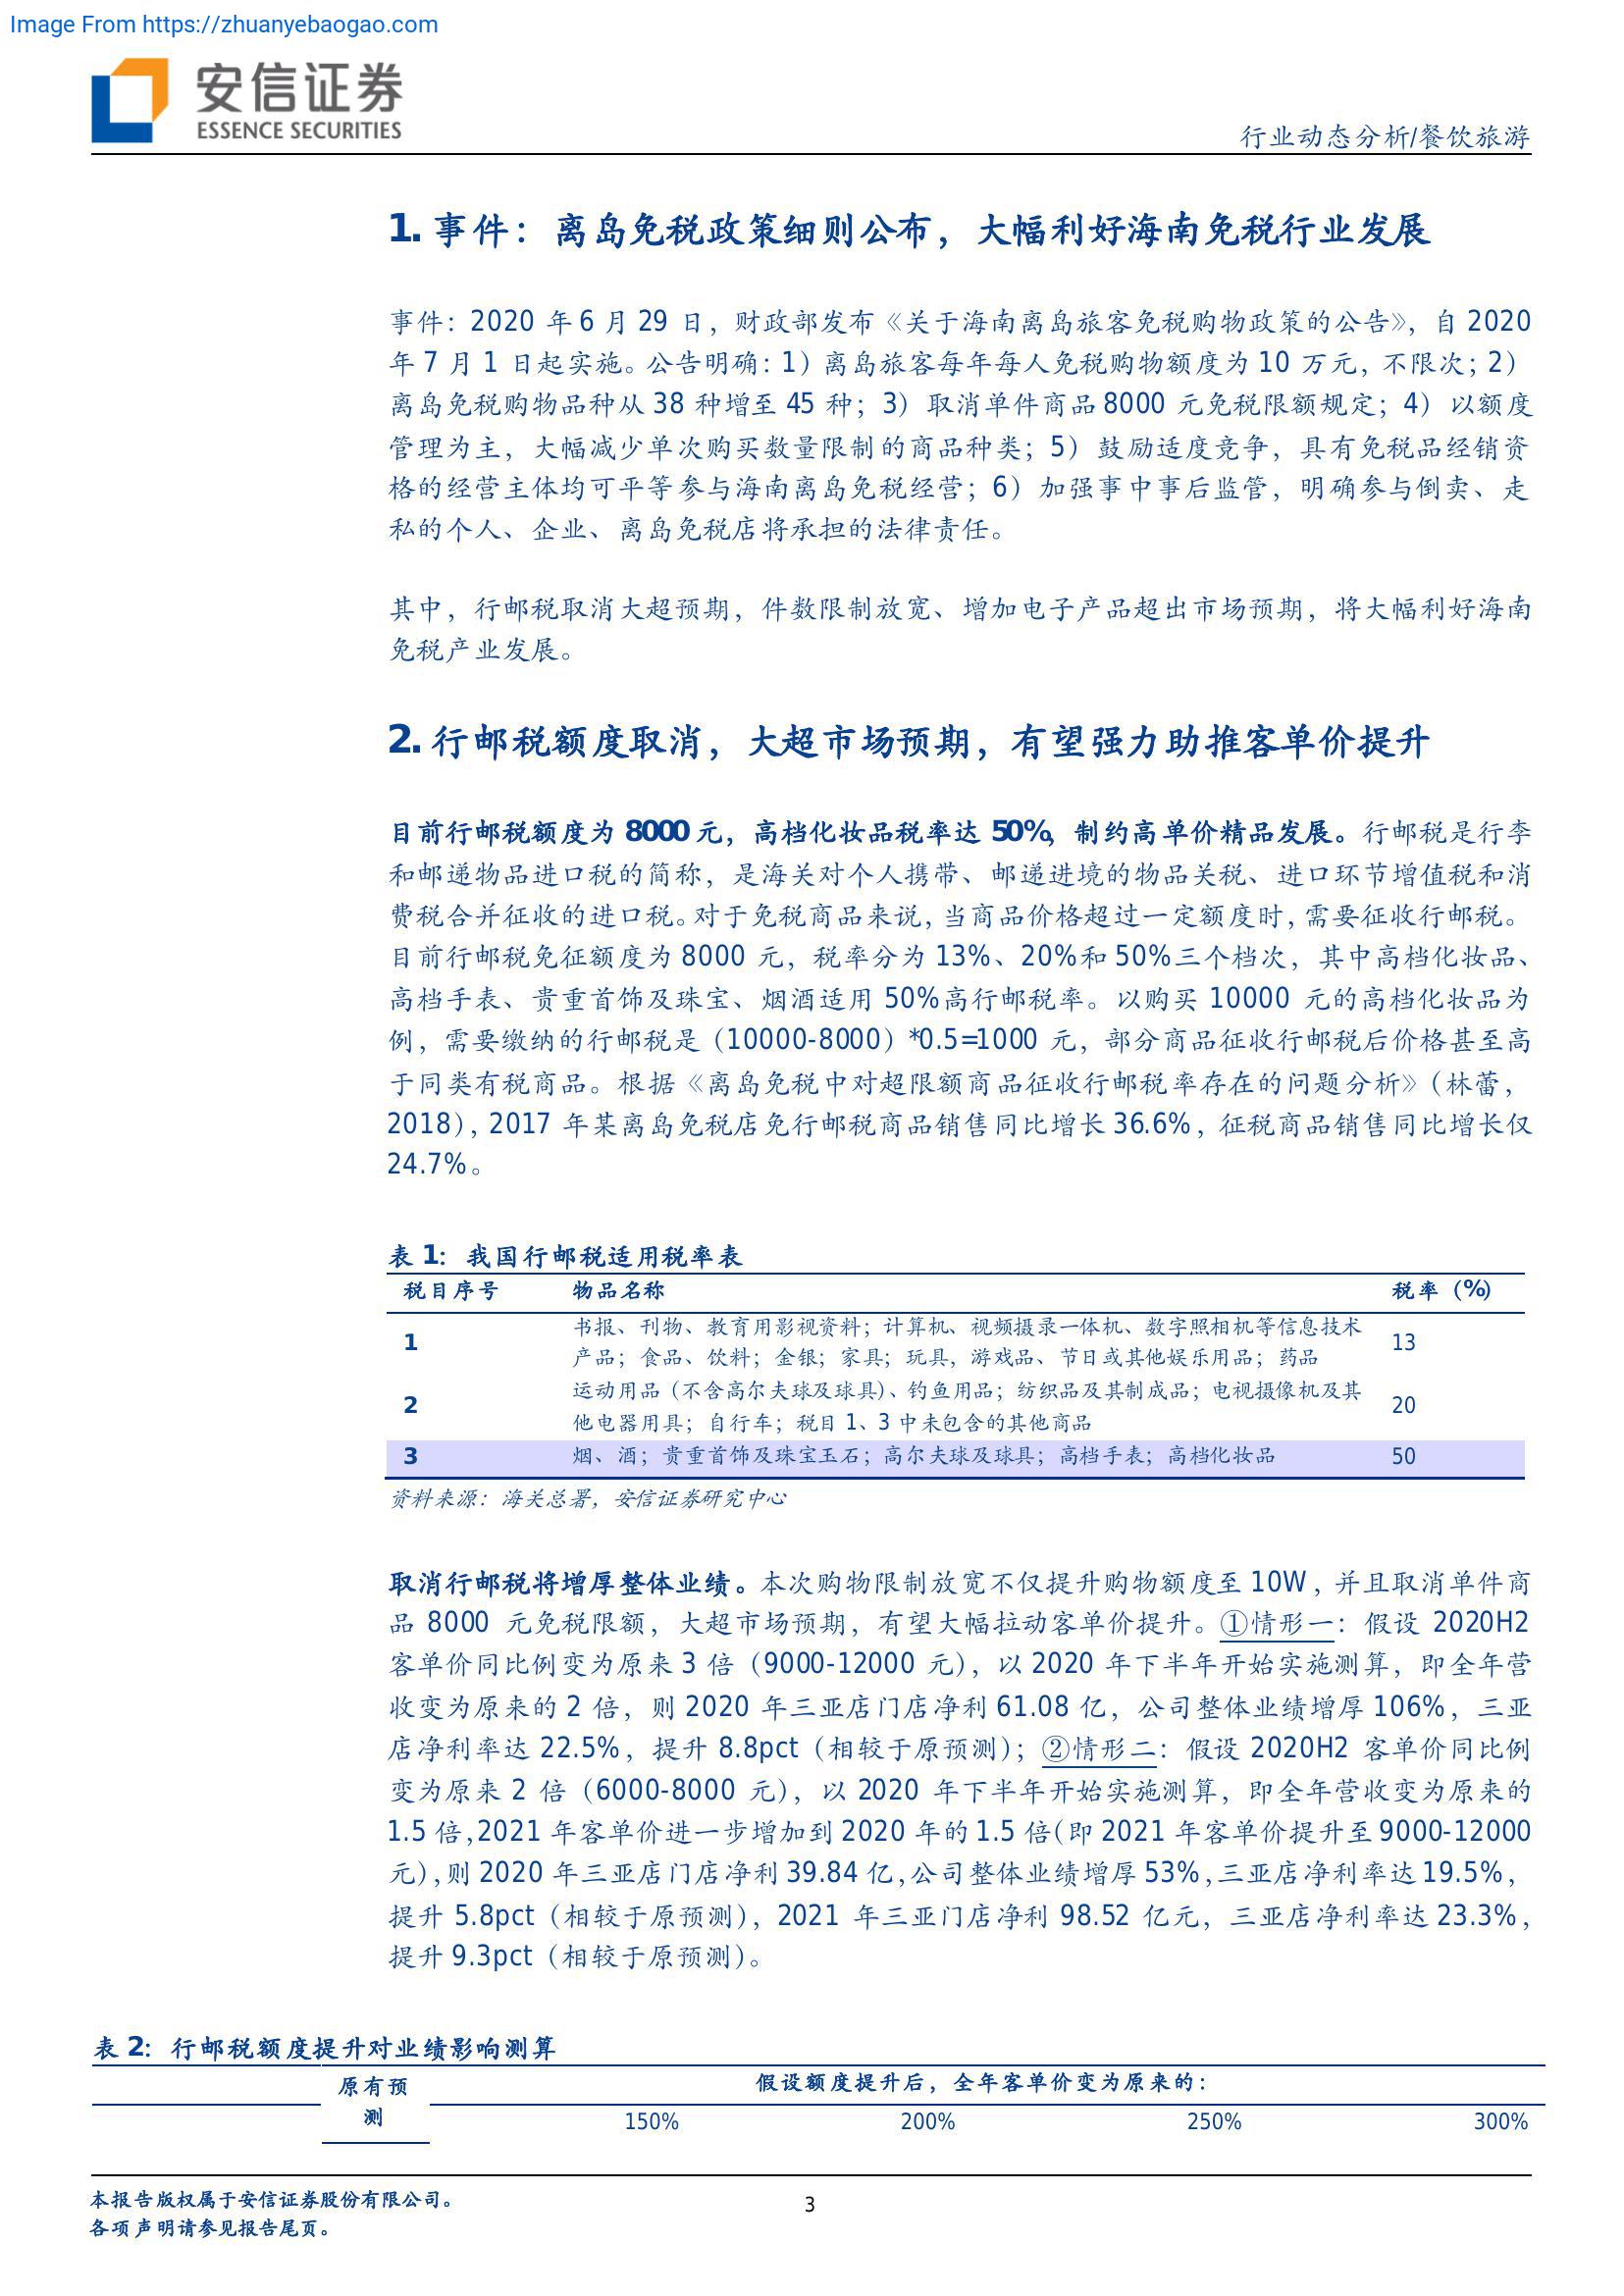 Image From https://zhuanyebaogao.com
安信证券
ESSENCE SECURITIES
行业动态分析/餐饮旅游
1. 事件：离岛免税政策细则公布，大幅利好海南免税行业发展
事件：2020 年 6 月 29 日，财政部发布《关于海南离岛旅客免税购物政策的公告》，自 2020
年 7 月 1 日起实施。公告明确：1）离岛旅客每年每人免税购物额度为 10 万元，不限次；2）
离岛免税购物品种从 38 种增至 45 种；3）取消单件商品 8000 元免税限额规定；4）以额度
管理为主，大幅减少单次购买数量限制的商品种类；5）鼓励适度竞争，具有免税品经销资
格的经营主体均可平等参与海南离岛免税经营；6）加强事中事后监管，明确参与倒卖、走
私的个人、企业、离岛免税店将承担的法律责任。
其中，行邮税取消大超预期，件数限制放宽、增加电子产品超出市场预期，将大幅利好海南
免税产业发展。
2. 行邮税额度取消，大超市场预期，有望强力助推客单价提升
目前行邮税额度为 8000 元，高档化妆品税率达 50%，制约高单价精品发展。行邮税是行李
和邮递物品进口税的简称，是海关对个人携带、邮递进境的物品关税、进口环节增值税和消
费税合并征收的进口税。对于免税商品来说，当商品价格超过一定额度时，需要征收行邮税。
目前行邮税免征额度为 8000 元，税率分为 13%、20%和 50%三个档次，其中高档化妆品、
高档手表、贵重首饰及珠宝、烟酒适用 50%高行邮税率。以购买 10000 元的高档化妆品为
例，需要缴纳的行邮税是（10000-8000）*0.5=1000 元，部分商品征收行邮税后价格甚至高
于同类有税商品。根据《离岛免税中对超限额商品征收行邮税率存在的问题分析》（林蕾，
2018），2017 年某离岛免税店免行邮税商品销售同比增长 36.6%，征税商品销售同比增长仅
24.7%。
表 1：我国行邮税适用税率表
税目序号 物品名称 税率（%）
1 书报、刊物、教育用影视资料；计算机、视频摄录一体机、数字照相机等信息技术 13
产品；食品、饮料；金银；家具；玩具，游戏品、节日或其他娱乐用品；药品
2 运动用品（不含高尔夫球及球具）、钓鱼用品；纺织品及其制成品；电视摄像机及其 20
他电器用具；自行车；税目 1、3 中未包含的其他商品
3 烟、酒；贵重首饰及珠宝玉石；高尔夫球及球具；高档手表；高档化妆品 50
资料来源：海关总署，安信证券研究中心
取消行邮税将增厚整体业绩。本次购物限制放宽不仅提升购物额度至 10W，并且取消单件商
品 8000 元免税限额，大超市场预期，有望大幅拉动客单价提升。①情形一：假设 2020H2
客单价同比例变为原来 3 倍（9000-12000 元），以 2020 年下半年开始实施测算，即全年营
收变为原来的 2 倍，则 2020 年三亚店门店净利 61.08 亿，公司整体业绩增厚 106%，三亚
店净利率达 22.5%，提升 8.8pct（相较于原预测）；②情形二：假设 2020H2 客单价同比例
变为原来 2 倍（6000-8000 元），以 2020 年下半年开始实施测算，即全年营收变为原来的
1.5 倍，2021 年客单价进一步增加到 2020 年的 1.5 倍（即 2021 年客单价提升至 9000-12000
元），则 2020 年三亚店门店净利 39.84 亿，公司整体业绩增厚 53%，三亚店净利率达 19.5%，
提升 5.8pct（相较于原预测），2021 年三亚门店净利 98.52 亿元，三亚店净利率达 23.3%，
提升 9.3pct（相较于原预测）。
表 2：行邮税额度提升对业绩影响测算
原有预 假设额度提升后，全年客单价变为原来的：
测 150% 200% 250% 300%
本报告版权属于安信证券股份有限公司。
3
各项声明请参见报告尾页。